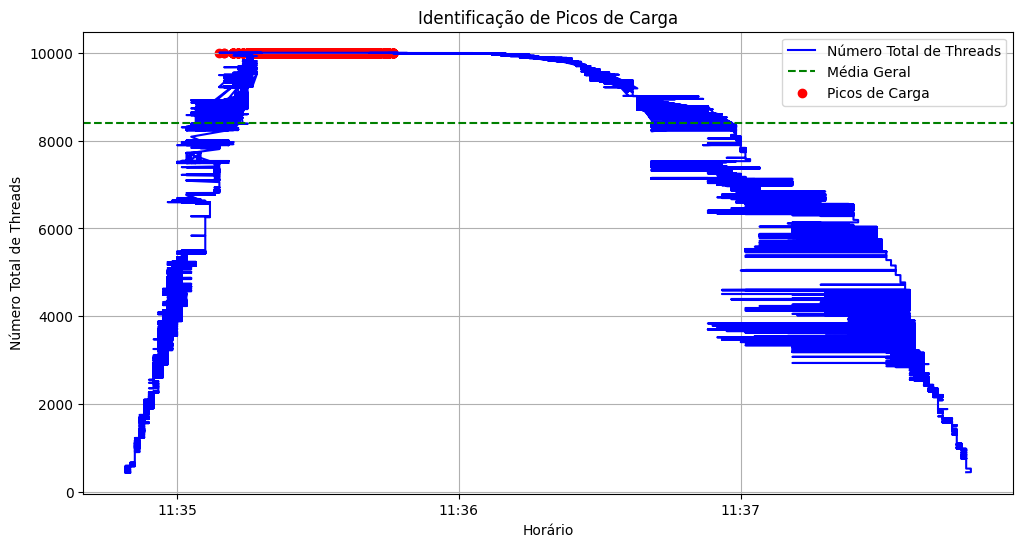 Identificação de Picos de Carga
Número Total de Threads
Média Geral
Picos de Carga
10000
8000
6000
4000
2000
0
Número Total de Threads
11:35
11:36
11:37
Horário